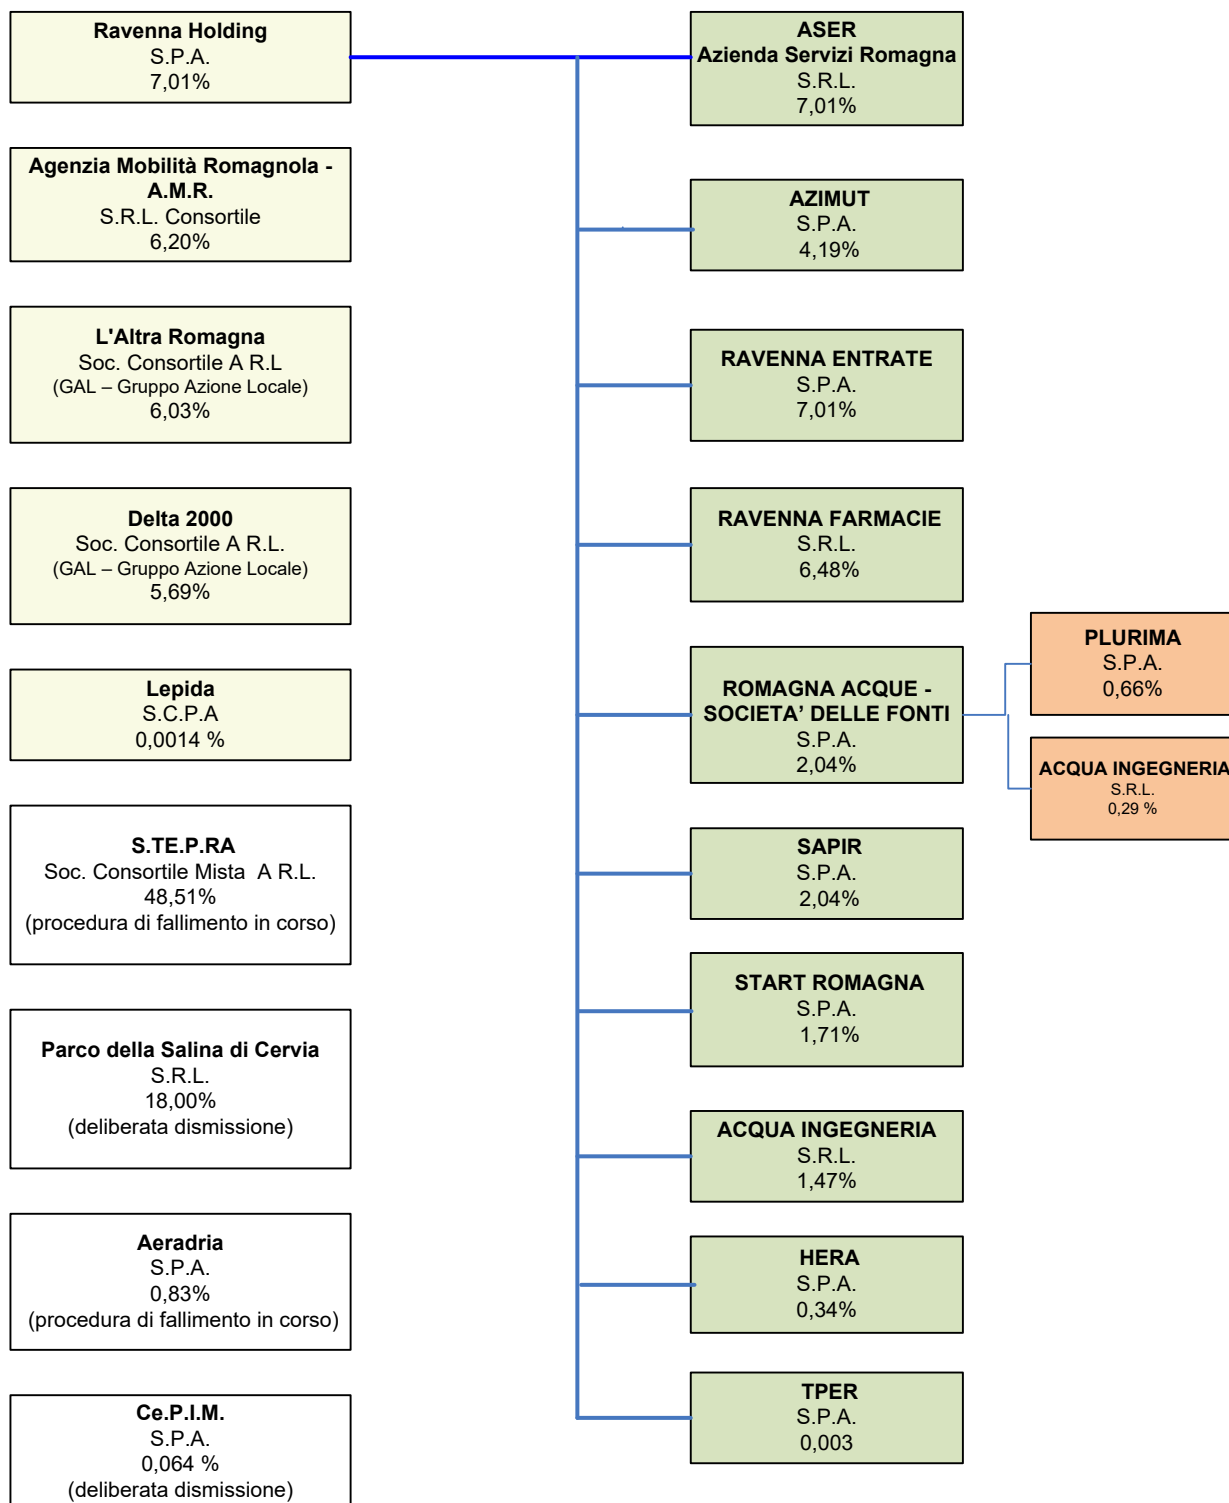 Ravenna Holding
S.P.A.
7,01%
Agenzia Mobilità Romagnola -
A.M.R.
S.R.L. Consortile
6,20%
L'Altra Romagna
Soc. Consortile A R.L
(GAL – Gruppo Azione Locale)
6,03%
Delta 2000
Soc. Consortile A R.L.
(GAL – Gruppo Azione Locale)
5,69%
Lepida
S.C.P.A
0,0014 %
S.TE.P.RA
Soc. Consortile Mista  A R.L.
48,51%
(procedura di fallimento in corso)
Parco della Salina di Cervia
S.R.L.
18,00%
(deliberata dismissione)
Aeradria
S.P.A.
0,83%
(procedura di fallimento in corso)
Ce.P.I.M.
S.P.A.
0,064 %
(deliberata dismissione)
ASER
Azienda Servizi Romagna
S.R.L.
7,01%
AZIMUT
S.P.A.
4,19%
RAVENNA ENTRATE
S.P.A.
7,01%
RAVENNA FARMACIE
S.R.L.
6,48%
ROMAGNA ACQUE -
SOCIETA’ DELLE FONTI
S.P.A.
2,04%
SAPIR
S.P.A.
2,04%
START ROMAGNA
S.P.A.
1,71%
ACQUA INGEGNERIA
S.R.L.
1,47%
HERA
S.P.A.
0,34%
TPER
S.P.A.
0,003
PLURIMA
S.P.A.
0,66%
ACQUA INGEGNERIA
S.R.L.
0,29 %